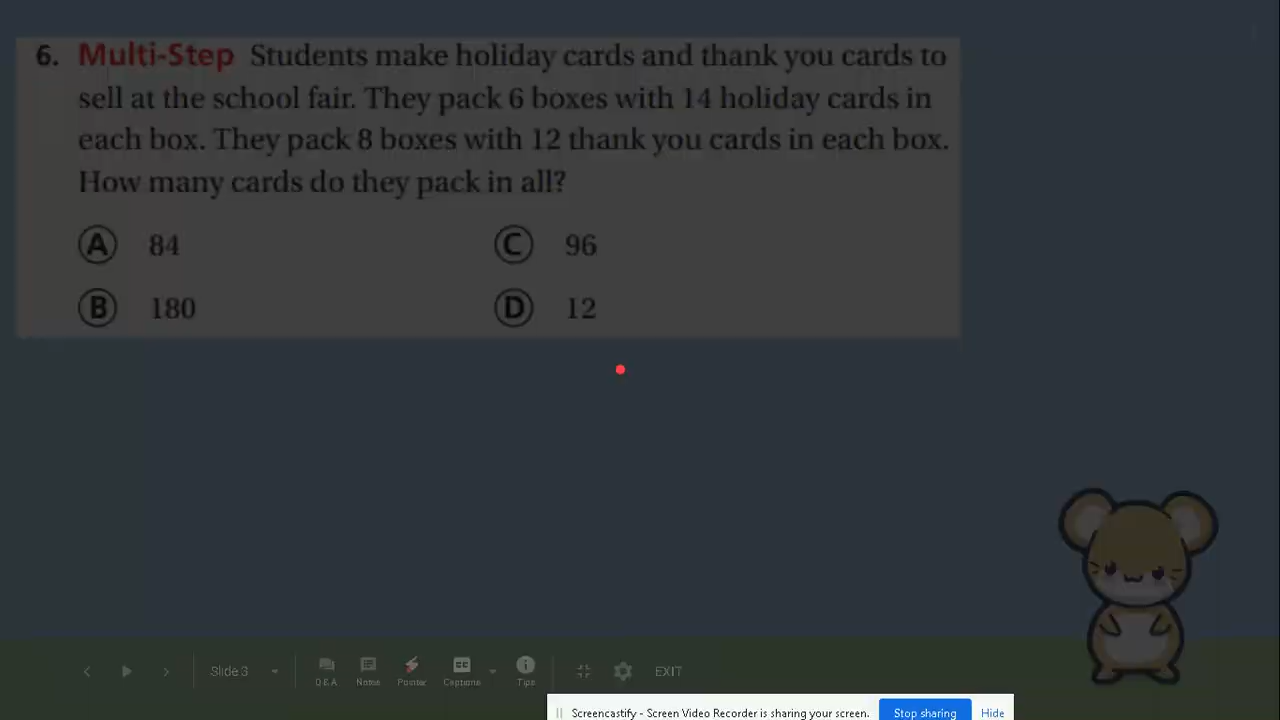 6. Multi-Step Students make holiday cards and thank you cards to
sell at the school fair. They pack 6 boxes with 14 holiday cards in
each box. They pack 8 boxes with 12 thank you cards in each box.
How many cards do they pack in all?
A 84
C 96
B 180
D 12
Slide 3
Q & A
Notes
Pointer
Captions
Tips
EXIT
Screencastify - Screen Video Recorder is sharing your screen.
Stop sharing
Hide